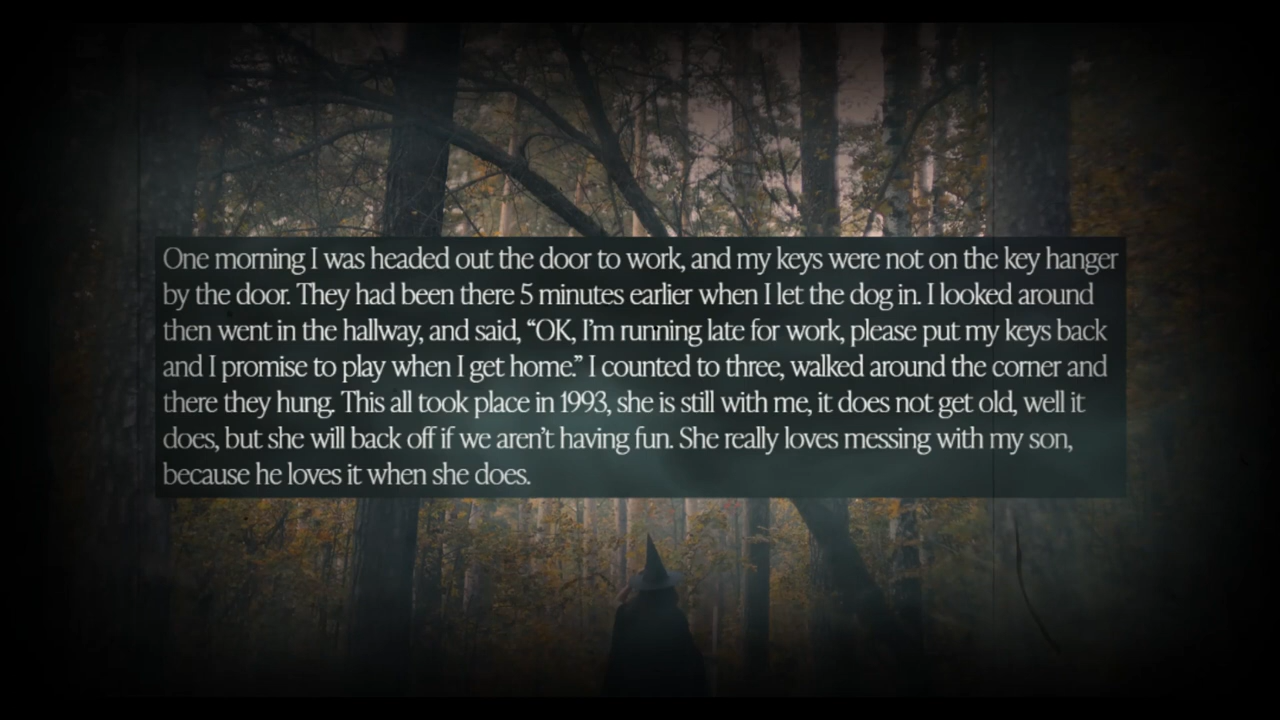 One morning I was headed out the door to work, and my keys were not on the key hanger
by the door. They had been there 5 minutes earlier when I let the dog in. I looked around
then went in the hallway, and said, “OK, I’m running late for work, please put my keys back
and I promise to play when I get home.” I counted to three, walked around the corner and
there they hung. This all took place in 1993, she is still with me, it does not get old, well it
does, but she will back off if we aren’t having fun. She really loves messing with my son,
because he loves it when she does.